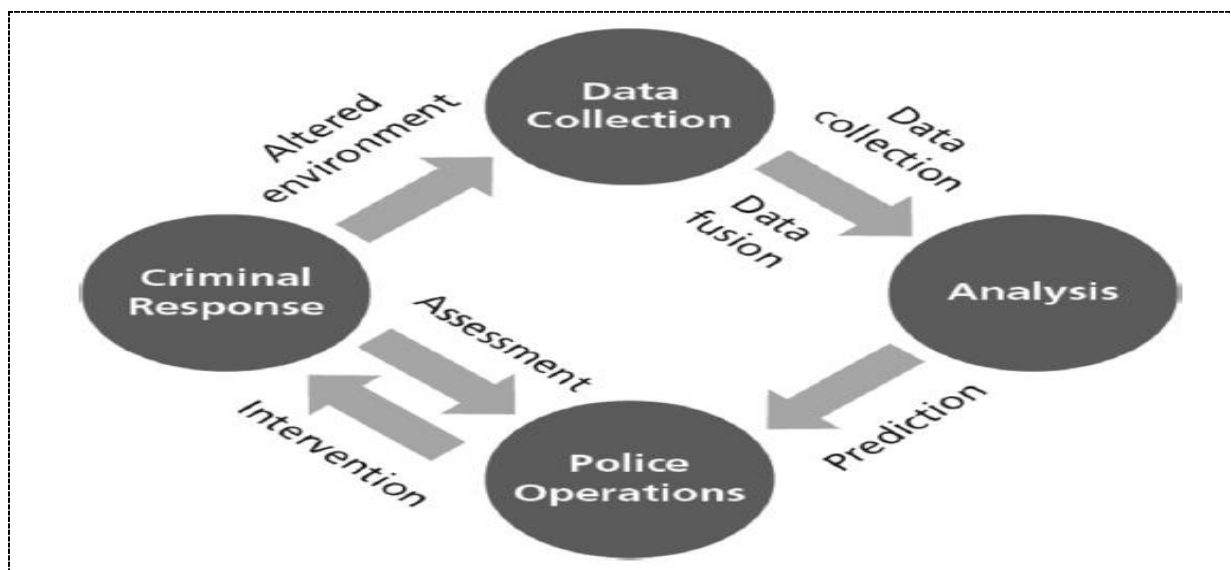 Data
Collection
Altered
environment
Data
collection
Data
fusion
Criminal
Response
Analysis
Assessment
Intervention
Prediction
Police
Operations